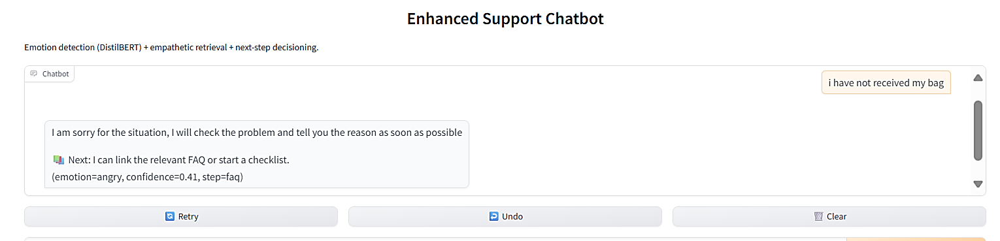 Enhanced Support Chatbot
Emotion detection (DistilBERT) + empathetic retrieval + next-step decisioning.
Chatbot
i have not received my bag
I am sorry for the situation, I will check the problem and tell you the reason as soon as possible
Next: I can link the relevant FAQ or start a checklist.
(emotion=angry, confidence=0.41, step=faq)
Retry
Undo
Clear